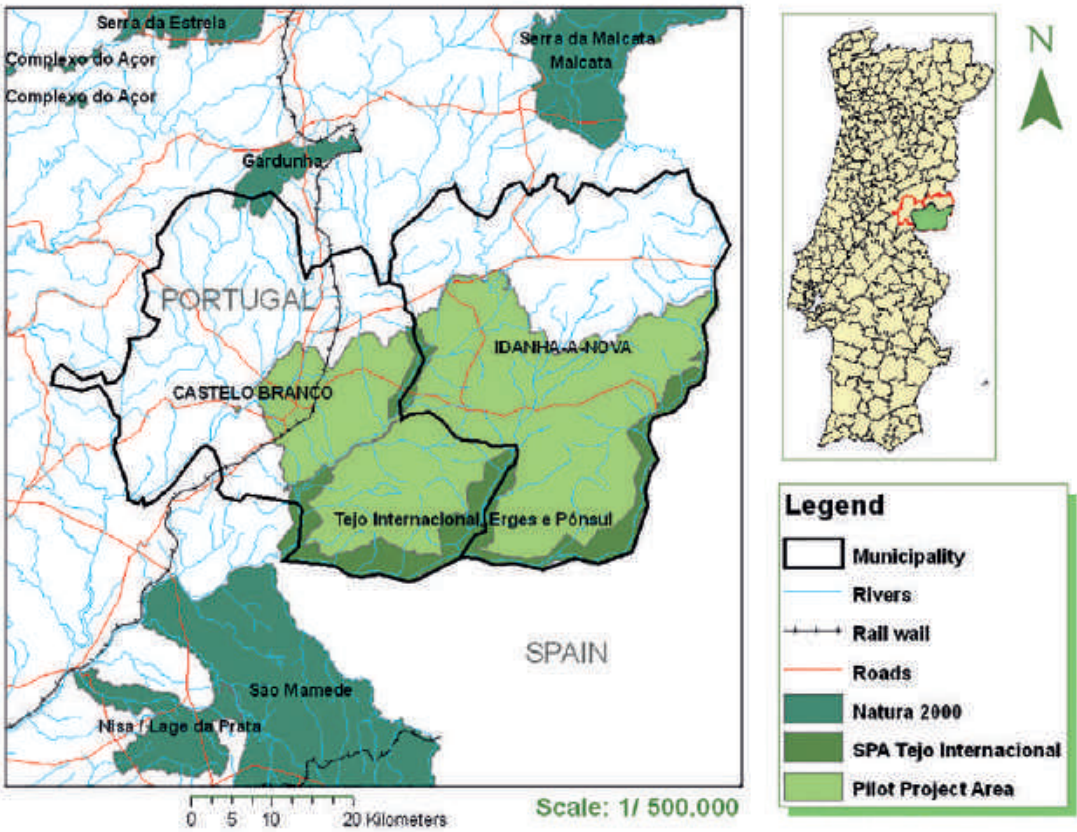 Serra da Estrela
Serra da Malcata
Malcata
Complexo do Açor
Complexo do Açor
Gardunha
PORTUGAL
IDANHA-A-NOVA
CASTELO BRANCO
Tejo Internacional, Erges e Pônsul
SPAIN
São Mamede
Nisa / Lage da Prata
0 5 10 20 Kilometers
Scale: 1/ 500.000
N
Legend
Municipality
Rivers
Rail wall
Roads
Natura 2000
SPA Tejo Internacional
Pilot Project Area